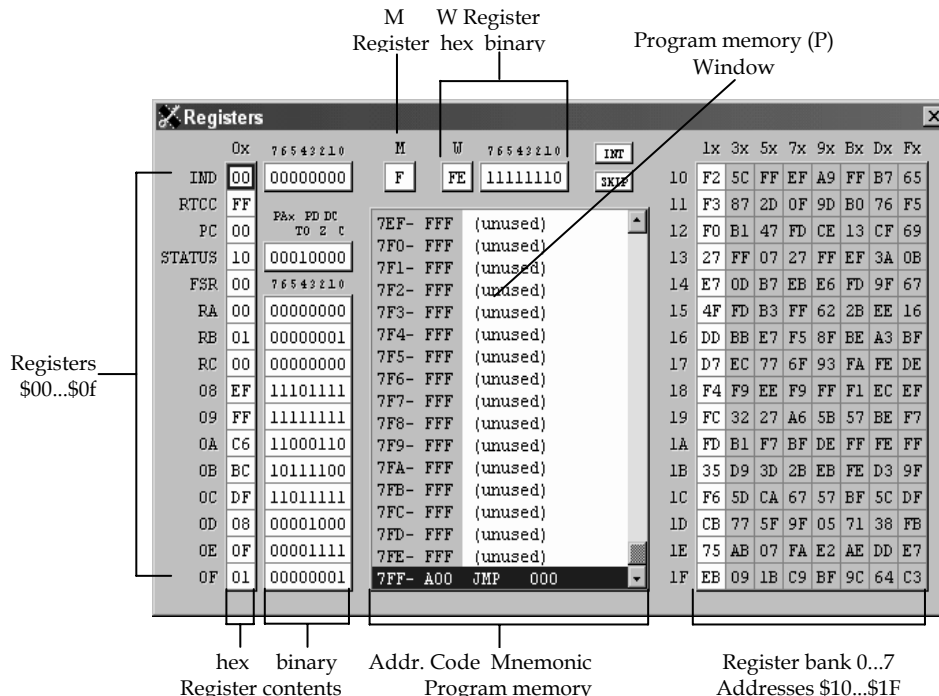 M W Register
Register hex binary
Program memory (P)
Window
Registers
0x 76543210 M W 76543210 INT 1x 3x 5x 7x 9x Bx Dx Fx
IND 00 00000000 F FE 11111110 SKIP 10 F2 5C FF EF A9 FF B7 65
RTCC FF 11 F3 87 2D 0F 9D B0 76 F5
PAx PD DC
TO Z C
7EF- FFF (unused)
PC 00 7F0- FFF (unused) 12 F0 B1 47 FD CE 13 CF 69
STATUS 10 00010000 7F1- FFF (unused) 13 27 FF 07 27 FF EF 3A 0B
FSR 00 76543210 7F2- FFF (unused) 14 E7 0D B7 EB E6 FD 9F 67
RA 00 00000000 7F3- FFF (unused) 15 4F FD B3 FF 62 2B EE 16
RB 01 00000001 7F4- FFF (unused) 16 DD BB E7 F5 8F BE A3 BF
RC 00 00000000 7F5- FFF (unused) 17 D7 EC 77 6F 93 FA FE DE
7F6- FFF (unused)
08 EF 11101111 7F7- FFF (unused) 18 F4 F9 EE F9 FF F1 EC EF
09 FF 11111111 7F8- FFF (unused) 19 FC 32 27 A6 5B 57 BE F7
0A C6 11000110 7F9- FFF (unused) 1A FD B1 F7 BF DE FF FE FF
0B BC 10111100 7FA- FFF (unused) 1B 35 D9 3D 2B EB FE D3 9F
0C DF 11011111 7FB- FFF (unused) 1C F6 5D CA 67 57 BF 5C DF
7FC- FFF (unused)
0D 08 00001000 7FD- FFF (unused) 1D CB 77 5F 9F 05 71 38 FB
0E 0F 00001111 7FE- FFF (unused) 1E 75 AB 07 FA E2 AE DD E7
0F 01 00000001 7FF- A00 JMP 000 1F EB 09 1B C9 BF 9C 64 C3
Registers
$00...$0f
hex binary
Register contents
Addr. Code Mnemonic
Program memory
Register bank 0...7
Addresses $10...$1F